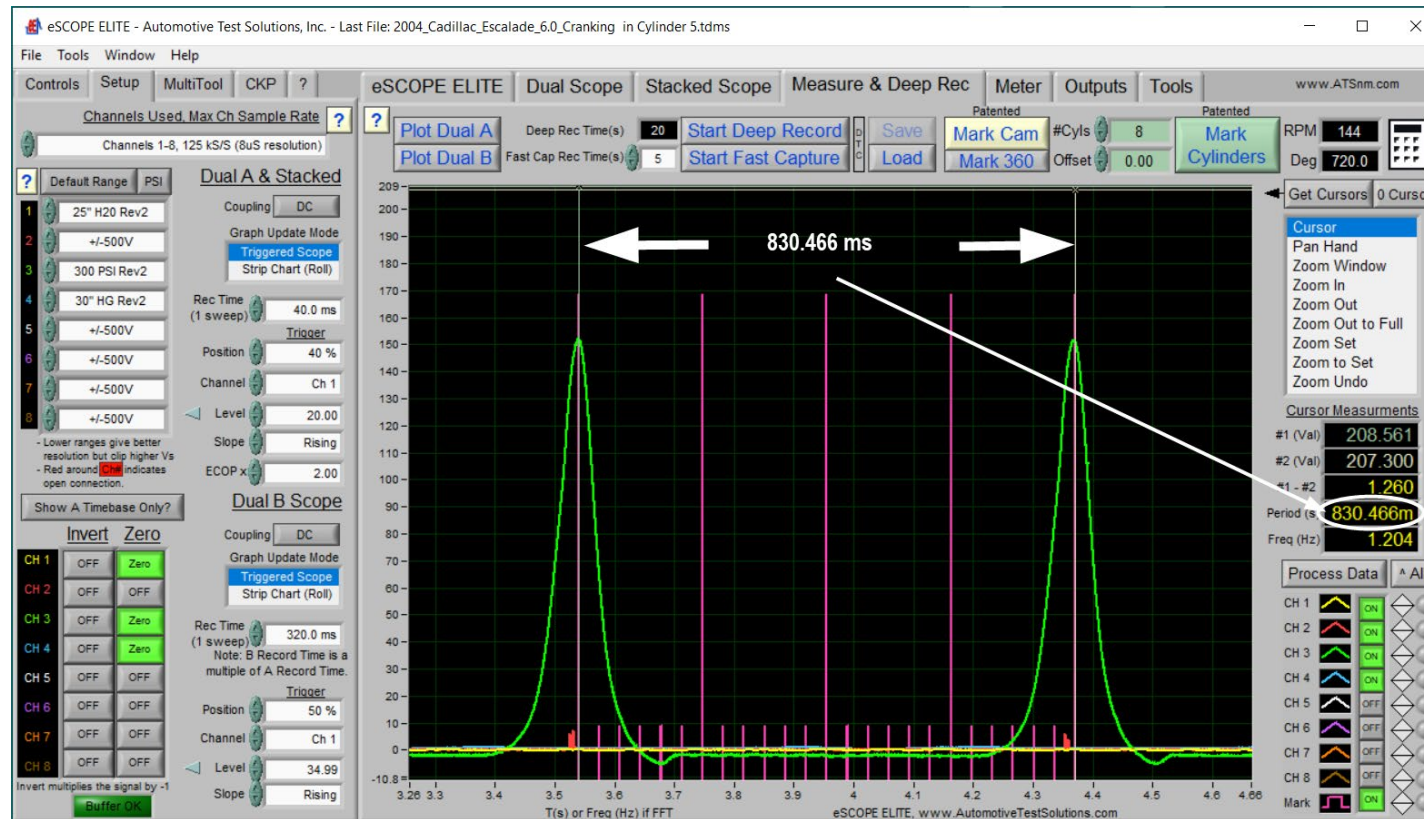 eSCOPE ELITE - Automotive Test Solutions, Inc. - Last File: 2004_Cadillac_Escalade_6.0_Cranking  in Cylinder 5.tdms
File Tools Window Help
Controls Setup MultiTool CKP ?
eSCOPE ELITE Dual Scope Stacked Scope Measure & Deep Rec Meter Outputs Tools www.ATSnm.com
Channels Used, Max Ch Sample Rate ?
Channels 1-8, 125 kS/S (8uS resolution)
? Plot Dual A Deep Rec Time(s) 20 Start Deep Record DTC Save Patented Mark Cam #Cyls 8 Patented Mark Cylinders RPM 144
Plot Dual B Fast Cap Rec Time(s) 5 Start Fast Capture Load Mark 360 Offset 0.00 Deg 720.0
? Default Range PSI
1 25" H20 Rev2
2 +/-500V
3 300 PSI Rev2
4 30" HG Rev2
5 +/-500V
6 +/-500V
7 +/-500V
8 +/-500V
- Lower ranges give better
resolution but clip higher Vs
- Red around Ch# indicates
open connection.
Show A Timebase Only?
Invert Zero
CH 1 OFF Zero
CH 2 OFF OFF
CH 3 OFF Zero
CH 4 OFF Zero
CH 5 OFF OFF
CH 6 OFF OFF
CH 7 OFF OFF
CH 8 OFF OFF
Invert multiplies the signal by -1
Buffer OK
Dual A & Stacked
Coupling DC
Graph Update Mode
Triggered Scope
Strip Chart (Roll)
Rec Time
(1 sweep) 40.0 ms
Trigger
Position 40 %
Channel Ch 1
Level 20.00
Slope Rising
ECOP x 2.00
Dual B Scope
Coupling DC
Graph Update Mode
Triggered Scope
Strip Chart (Roll)
Rec Time
(1 sweep) 320.0 ms
Note: B Record Time is a
multiple of A Record Time.
Trigger
Position 50 %
Channel Ch 1
Level 34.99
Slope Rising
209
200
190
180
170
160
150
140
130
120
110
100
90
80
70
60
50
40
30
20
10
0
-10.8
830.466 ms
3.26 3.3 3.4 3.5 3.6 3.7 3.8 3.9 4 4.1 4.2 4.3 4.4 4.5 4.6 4.66
T(s) or Freq (Hz) if FFT eSCOPE ELITE, www.AutomotiveTestSolutions.com
Get Cursors
Cursor
Pan Hand
Zoom Window
Zoom In
Zoom Out
Zoom Out to Full
Zoom Set
Zoom to Set
Zoom Undo
Cursor Measurments
#1 (Val) 208.561
#2 (Val) 207.300
#1 - #2 1.260
Period (s) 830.466m
Freq (Hz) 1.204
Process Data
CH 1 ON
CH 2 ON
CH 3 ON
CH 4 ON
CH 5 OFF
CH 6 OFF
CH 7 OFF
CH 8 OFF
Mark ON